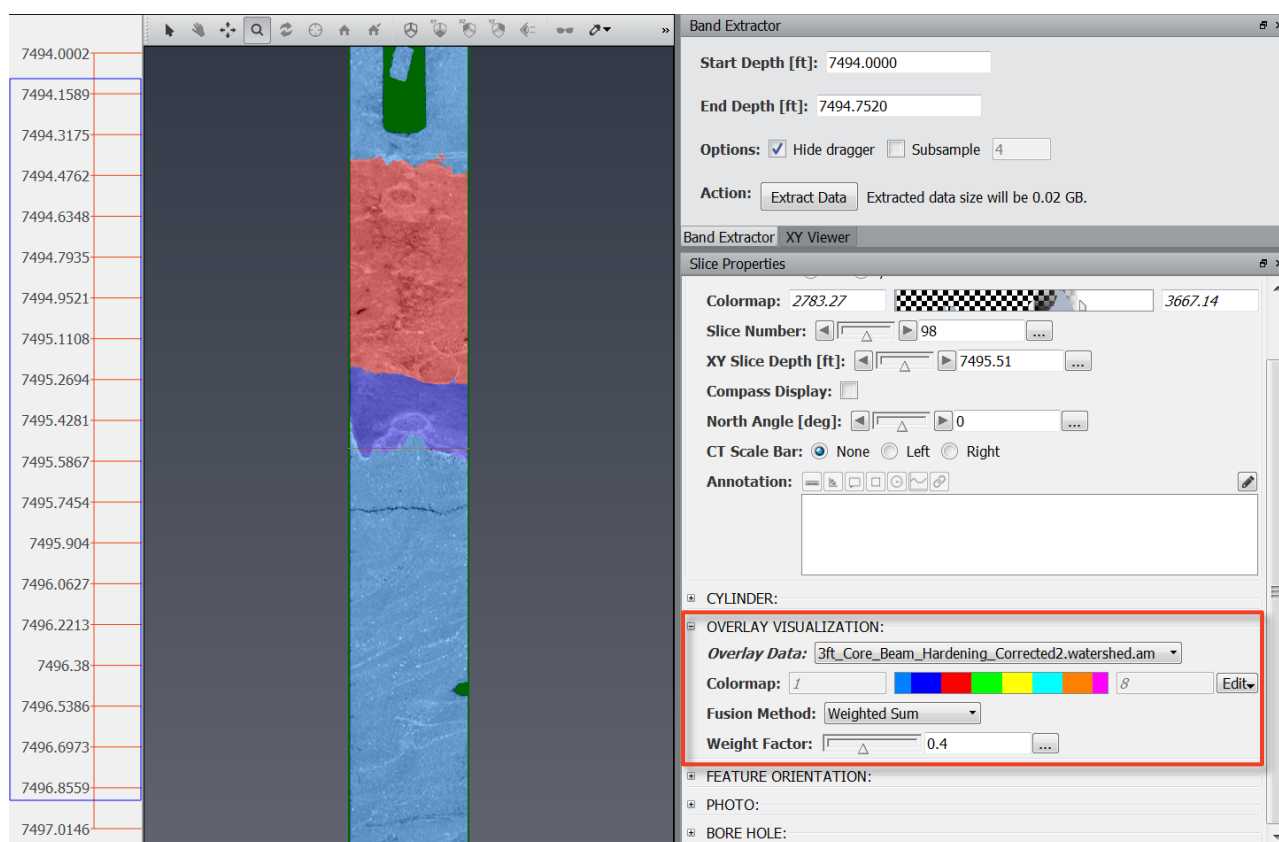 7494.0002
7494.1589
7494.3175
7494.4762
7494.6348
7494.7935
7494.9521
7495.1108
7495.2694
7495.4281
7495.5867
7495.7454
7495.904
7496.0627
7496.2213
7496.38
7496.5386
7496.6973
7496.8559
7497.0146
»
Band Extractor
Start Depth [ft]: 7494.0000
End Depth [ft]: 7494.7520
Options: Hide dragger Subsample 4
Action: Extract Data Extracted data size will be 0.02 GB.
Band Extractor XY Viewer
Slice Properties
Colormap: 2783.27 3667.14
Slice Number: 98 ...
XY Slice Depth [ft]: 7495.51 ...
Compass Display:
North Angle [deg]: 0 ...
CT Scale Bar: None Left Right
Annotation:
CYLINDER:
OVERLAY VISUALIZATION:
Overlay Data: 3ft_Core_Beam_Hardening_Corrected2.watershed.am
Colormap: 1 8 Edit
Fusion Method: Weighted Sum
Weight Factor: 0.4 ...
FEATURE ORIENTATION:
PHOTO:
BORE HOLE: